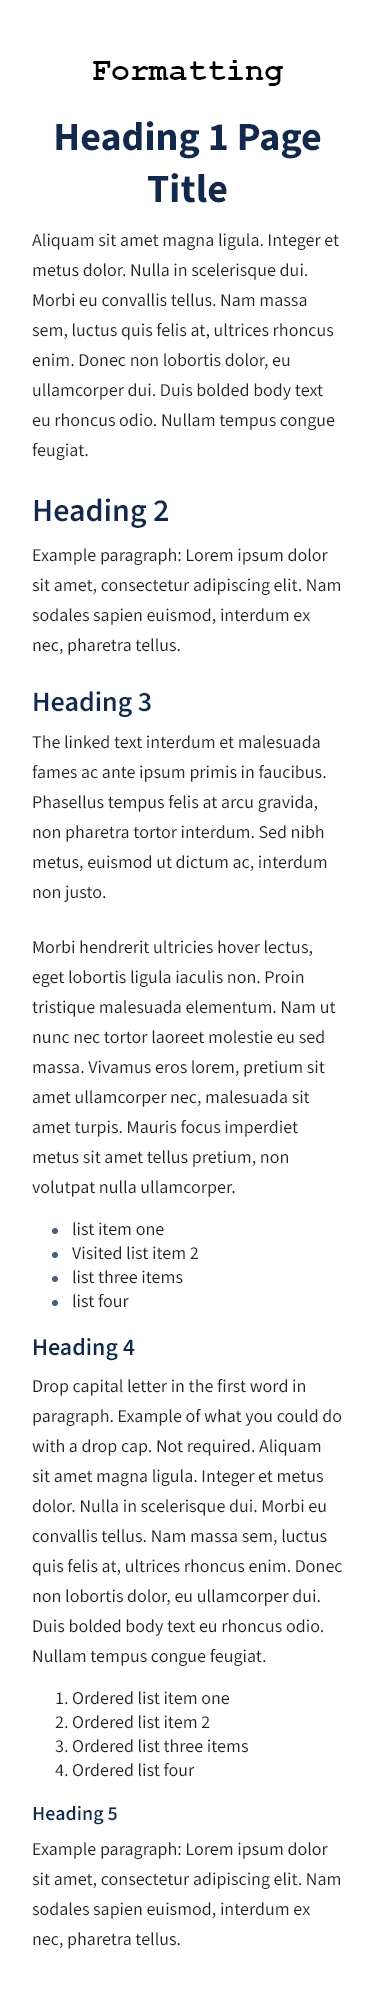 Formatting
Heading 1 Page
Title
Aliquam sit amet magna ligula. Integer et
metus dolor. Nulla in scelerisque dui.
Morbi eu convallis tellus. Nam massa
sem, luctus quis felis at, ultrices rhoncus
enim. Donec non lobortis dolor, eu
ullamcorper dui. Duis bolded body text
eu rhoncus odio. Nullam tempus congue
feugiat.
Heading 2
Example paragraph: Lorem ipsum dolor
sit amet, consectetur adipiscing elit. Nam
sodales sapien euismod, interdum ex
nec, pharetra tellus.
Heading 3
The linked text interdum et malesuada
fames ac ante ipsum primis in faucibus.
Phasellus tempus felis at arcu gravida,
non pharetra tortor interdum. Sed nibh
metus, euismod ut dictum ac, interdum
non justo.
Morbi hendrerit ultricies hover lectus,
eget lobortis ligula iaculis non. Proin
tristique malesuada elementum. Nam ut
nunc nec tortor laoreet molestie eu sed
massa. Vivamus eros lorem, pretium sit
amet ullamcorper nec, malesuada sit
amet turpis. Mauris focus imperdiet
metus sit amet tellus pretium, non
volutpat nulla ullamcorper.
• list item one
• Visited list item 2
• list three items
• list four
Heading 4
Drop capital letter in the first word in
paragraph. Example of what you could do
with a drop cap. Not required. Aliquam
sit amet magna ligula. Integer et metus
dolor. Nulla in scelerisque dui. Morbi eu
convallis tellus. Nam massa sem, luctus
quis felis at, ultrices rhoncus enim. Donec
non lobortis dolor, eu ullamcorper dui.
Duis bolded body text eu rhoncus odio.
Nullam tempus congue feugiat.
1. Ordered list item one
2. Ordered list item 2
3. Ordered list three items
4. Ordered list four
Heading 5
Example paragraph: Lorem ipsum dolor
sit amet, consectetur adipiscing elit. Nam
sodales sapien euismod, interdum ex
nec, pharetra tellus.